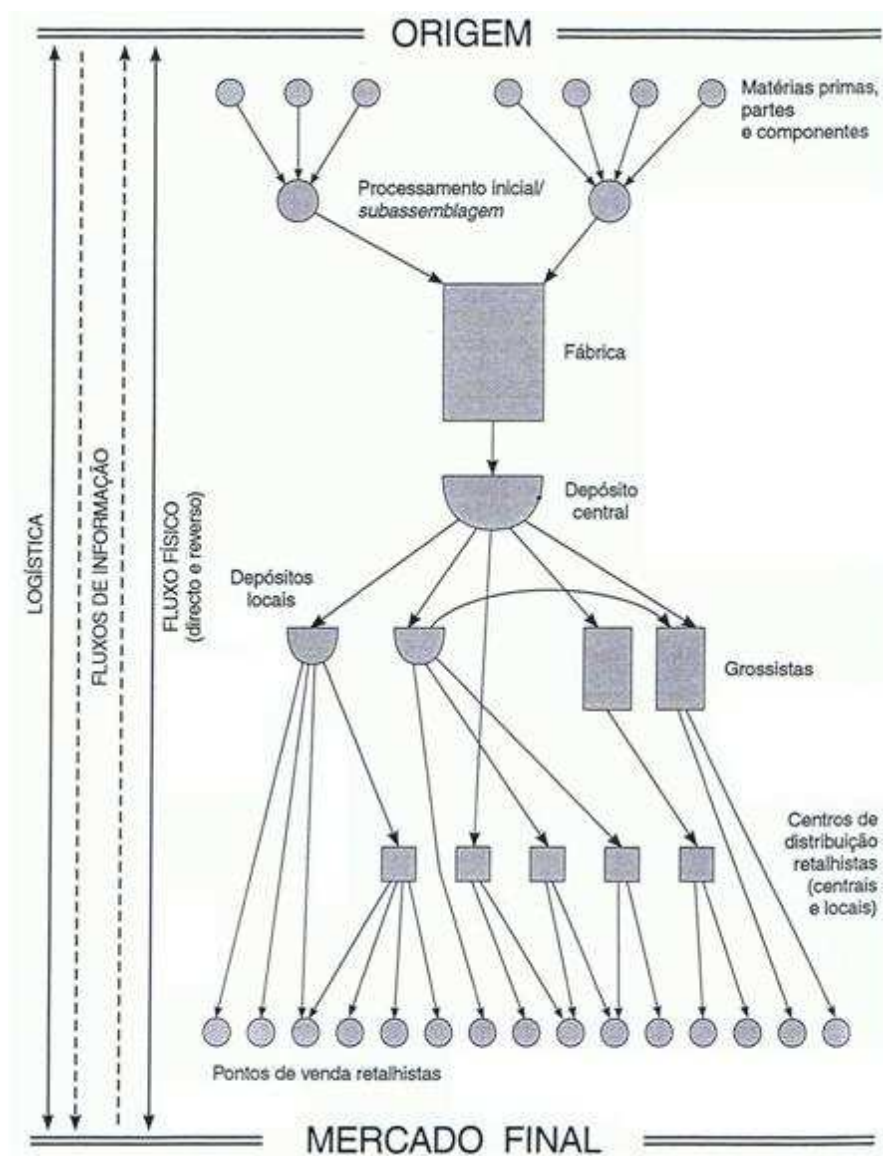 ORIGEM
Matérias primas,
partes
e componentes
Processamento inicial/
subassemblagem
Fábrica
Depósito
central
Depósitos
locais
Grossistas
Centros de
distribuição
retalhistas
(centrais
e locais)
Pontos de venda retalhistas
LOGÍSTICA
FLUXOS DE INFORMAÇÃO
FLUXO FÍSICO
(directo e reverso)
MERCADO FINAL